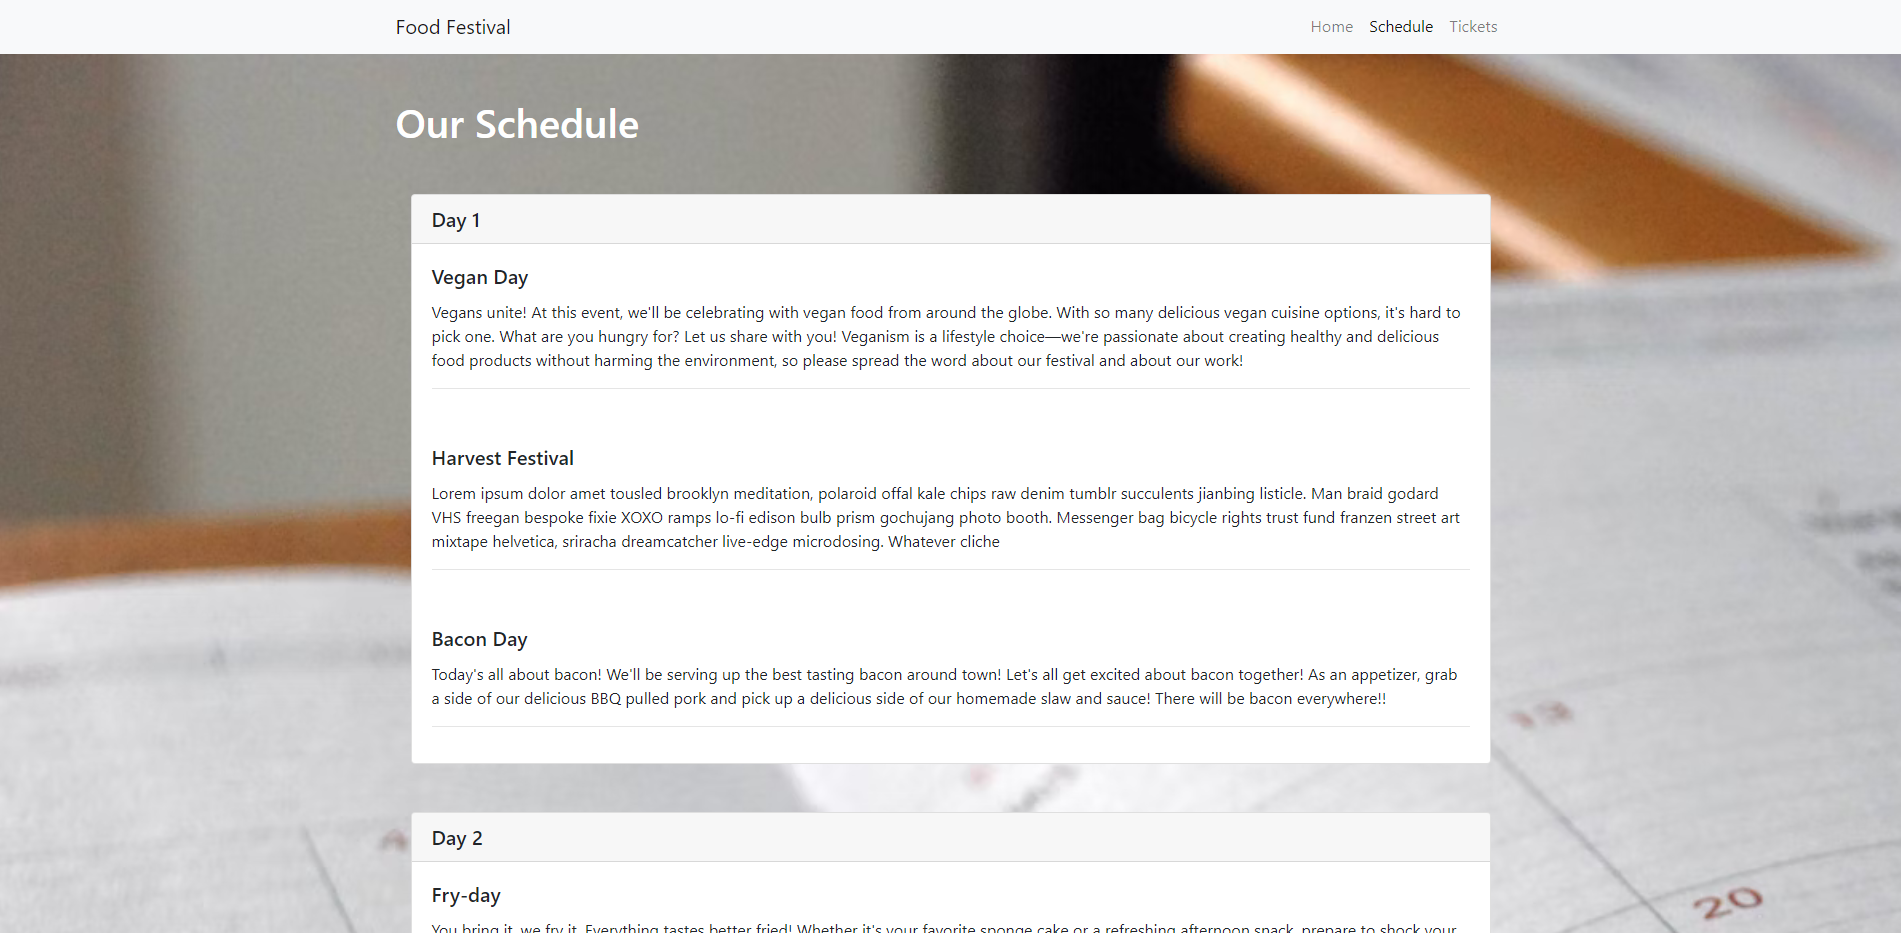 Food Festival
Home Schedule Tickets
Our Schedule
Day 1
Vegan Day
Vegans unite! At this event, we'll be celebrating with vegan food from around the globe. With so many delicious vegan cuisine options, it's hard to
pick one. What are you hungry for? Let us share with you! Veganism is a lifestyle choice—we're passionate about creating healthy and delicious
food products without harming the environment, so please spread the word about our festival and about our work!
Harvest Festival
Lorem ipsum dolor amet tousled brooklyn meditation, polaroid offal kale chips raw denim tumblr succulents jianbing listicle. Man braid godard
VHS freegan bespoke fixie XOXO ramps lo-fi edison bulb prism gochujang photo booth. Messenger bag bicycle rights trust fund franzen street art
mixtape helvetica, sriracha dreamcatcher live-edge microdosing. Whatever cliche
Bacon Day
Today's all about bacon! We'll be serving up the best tasting bacon around town! Let's all get excited about bacon together! As an appetizer, grab
a side of our delicious BBQ pulled pork and pick up a delicious side of our homemade slaw and sauce! There will be bacon everywhere!!
13
Day 2
Fry-day
20
You bring it, we fry it. Everything tastes better fried! Whether it's your favorite sponge cake or a refreshing afternoon snack, prepare to shock your